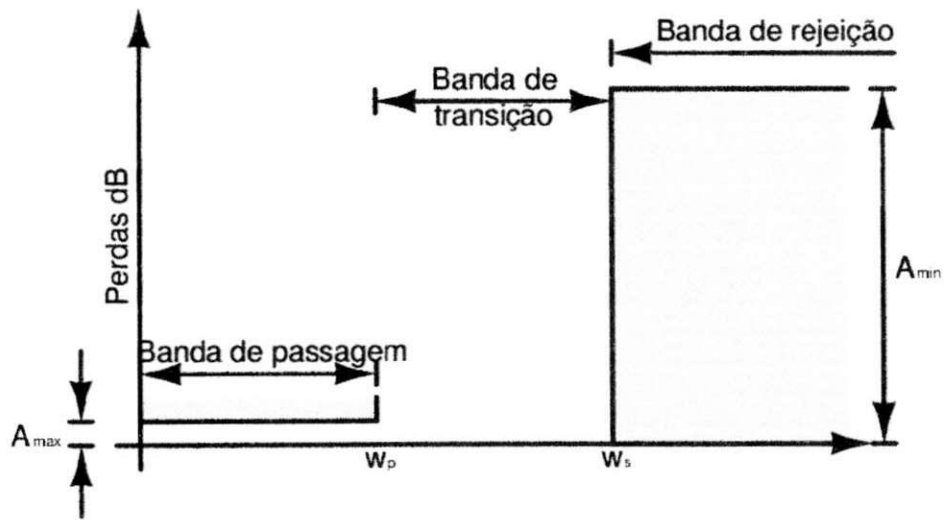 Banda de rejeição
Banda de
transição
Perdas dB
Amin
Banda de passagem
Amax
Wp
Ws